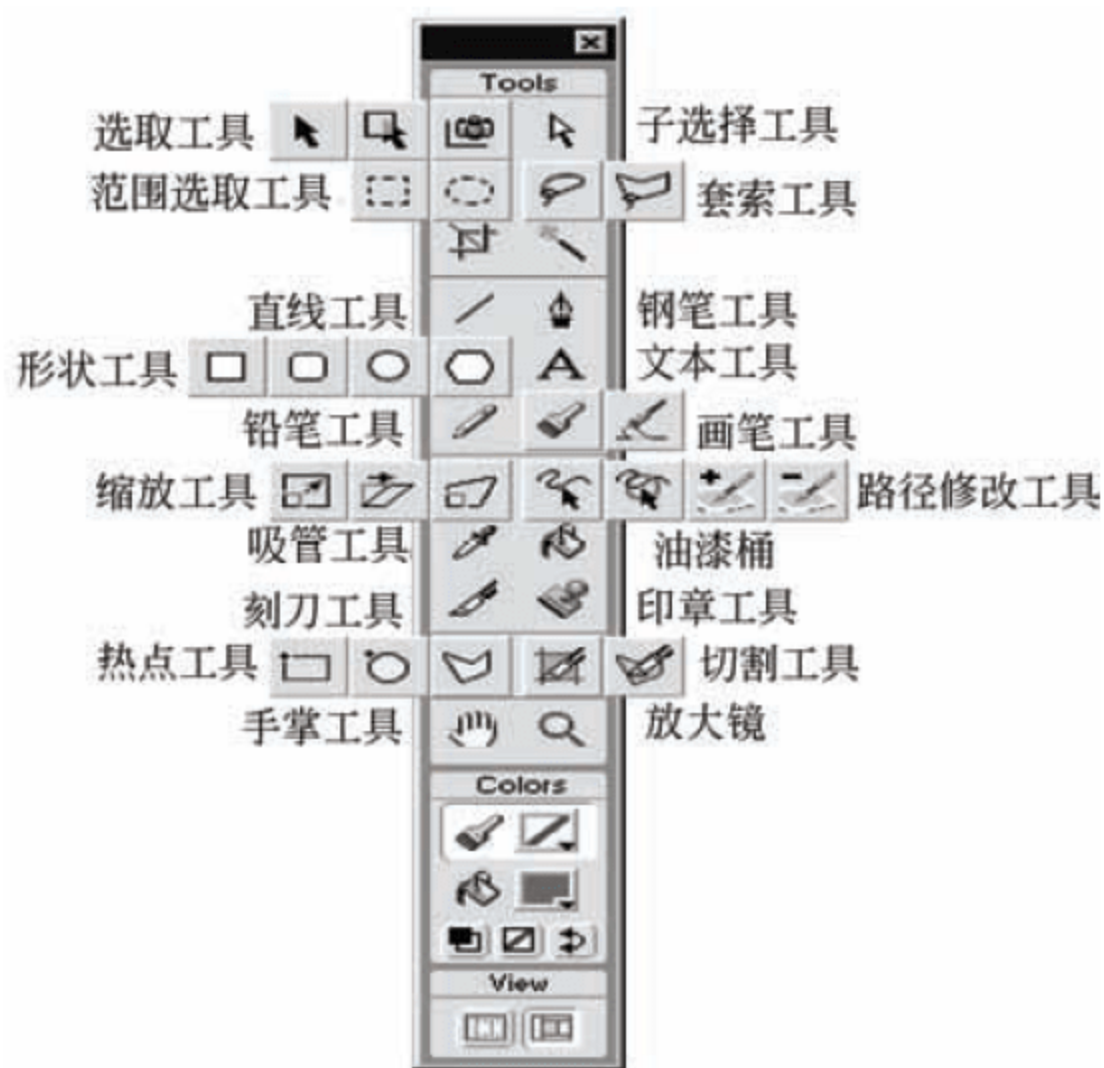 Tools
选取工具
子选择工具
范围选取工具
套索工具
直线工具
钢笔工具
形状工具
文本工具
铅笔工具
画笔工具
缩放工具
路径修改工具
吸管工具
油漆桶
刻刀工具
印章工具
热点工具
切割工具
手掌工具
放大镜
Colors
View